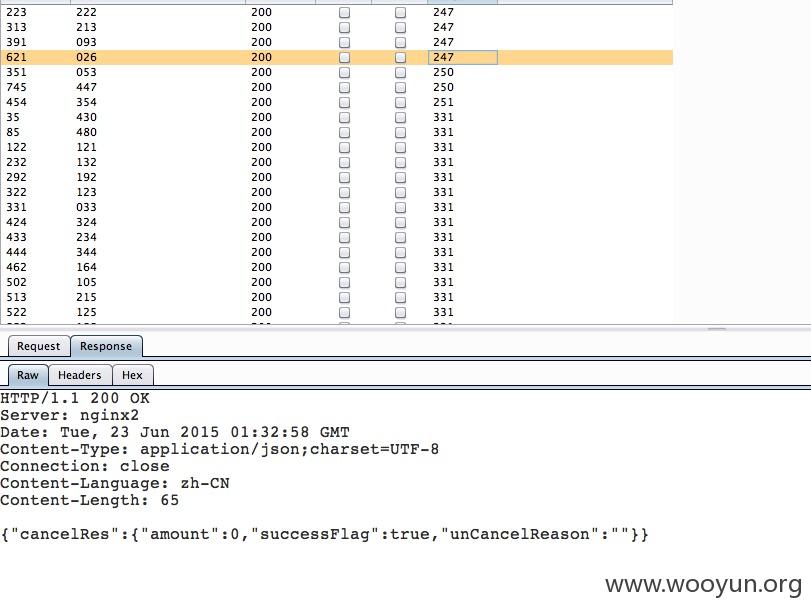 223 222 200 247
313 213 200 247
391 093 200 247
621 026 200 247
351 053 200 250
745 447 200 250
454 354 200 251
35 430 200 331
85 480 200 331
122 121 200 331
232 132 200 331
292 192 200 331
322 123 200 331
331 033 200 331
424 324 200 331
433 234 200 331
444 344 200 331
462 164 200 331
502 105 200 331
513 215 200 331
522 125 200 331
Request Response
Raw Headers Hex
HTTP/1.1 200 OK
Server: nginx2
Date: Tue, 23 Jun 2015 01:32:58 GMT
Content-Type: application/json;charset=UTF-8
Connection: close
Content-Language: zh-CN
Content-Length: 65
{"cancelRes":{"amount":0,"successFlag":true,"unCancelReason":""}}
www.wooyun.org